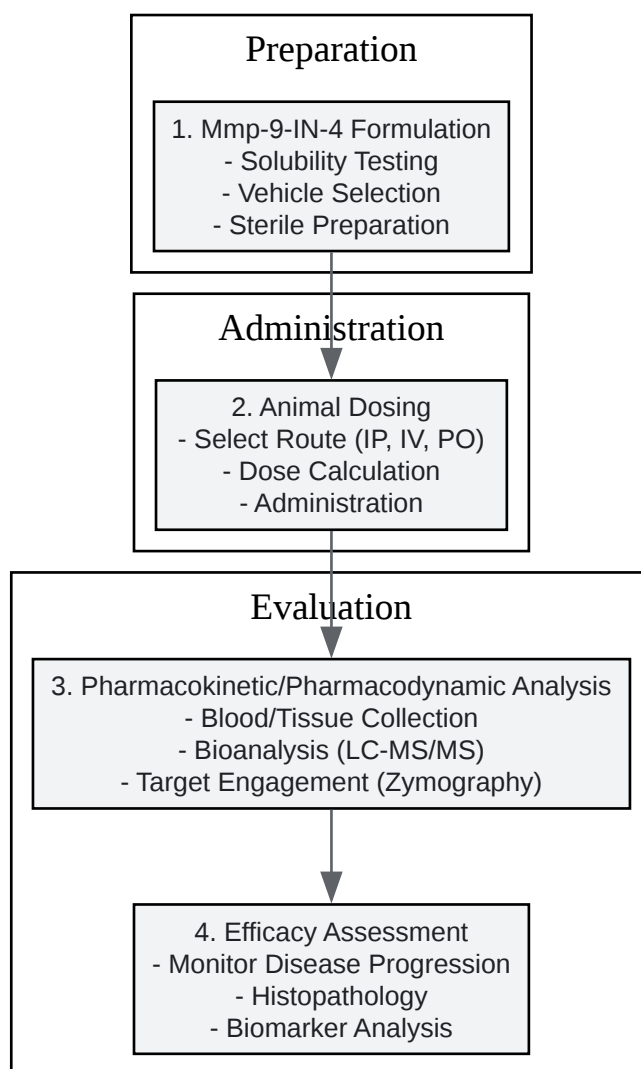 Preparation
1. Mmp-9-IN-4 Formulation
- Solubility Testing
- Vehicle Selection
- Sterile Preparation
Administration
2. Animal Dosing
- Select Route (IP, IV, PO)
- Dose Calculation
- Administration
Evaluation
3. Pharmacokinetic/Pharmacodynamic Analysis
- Blood/Tissue Collection
- Bioanalysis (LC-MS/MS)
- Target Engagement (Zymography)
4. Efficacy Assessment
- Monitor Disease Progression
- Histopathology
- Biomarker Analysis